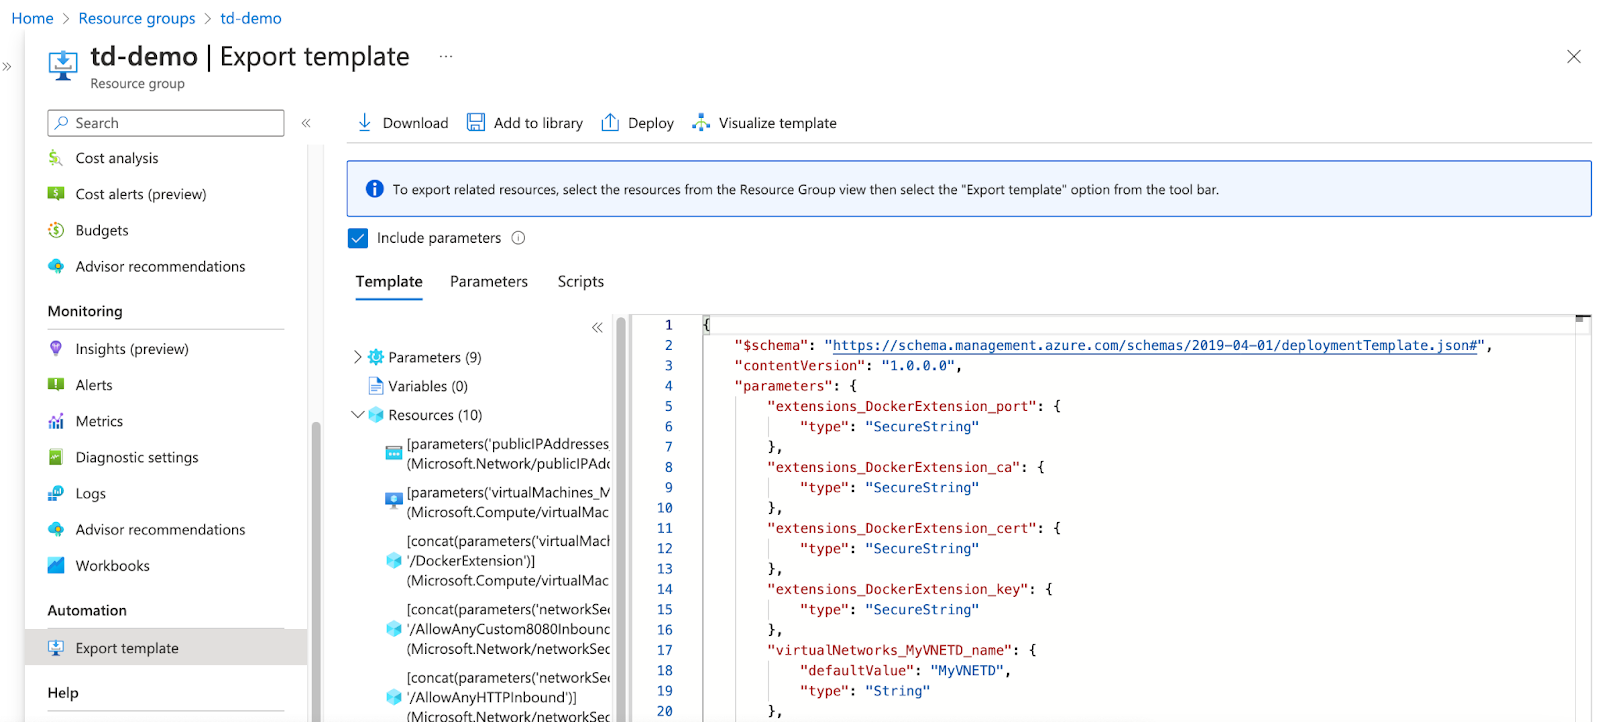 Home > Resource groups > td-demo
td-demo | Export template ...
Resource group
Search
Cost analysis
Cost alerts (preview)
Budgets
Advisor recommendations
Monitoring
Insights (preview)
Alerts
Metrics
Diagnostic settings
Logs
Advisor recommendations
Workbooks
Automation
Export template
Help
Download Add to library Deploy Visualize template
To export related resources, select the resources from the Resource Group view then select the "Export template" option from the tool bar.
Include parameters
Template Parameters Scripts
Parameters (9)
Variables (0)
Resources (10)
[parameters('publicIPAddresses_
(Microsoft.Network/publicIPAdd
[parameters('virtualMachines_M
(Microsoft.Compute/virtualMac
[concat(parameters('virtualMach
'/DockerExtension')]
(Microsoft.Compute/virtualMac
[concat(parameters('networkSec
'/AllowAnyCustom8080Inbound
(Microsoft.Network/networkSec
[concat(parameters('networkSec
'/AllowAnyHTTPInbound')]
(Microsoft.Network/networkSec
1 {
2 "$schema": "https://schema.management.azure.com/schemas/2019-04-01/deploymentTemplate.json#",
3 "contentVersion": "1.0.0.0",
4 "parameters": {
5 "extensions_DockerExtension_port": {
6 "type": "SecureString"
7 },
8 "extensions_DockerExtension_ca": {
9 "type": "SecureString"
10 },
11 "extensions_DockerExtension_cert": {
12 "type": "SecureString"
13 },
14 "extensions_DockerExtension_key": {
15 "type": "SecureString"
16 },
17 "virtualNetworks_MyVNETD_name": {
18 "defaultValue": "MyVNETD",
19 "type": "String"
20 },